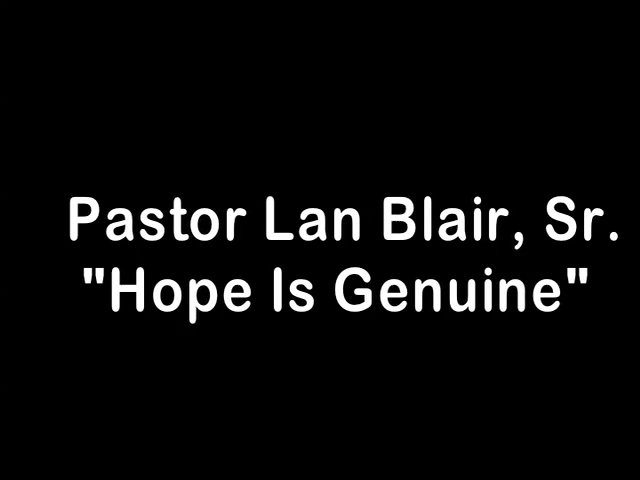 Pastor Lan Blair, Sr.
"Hope Is Genuine"